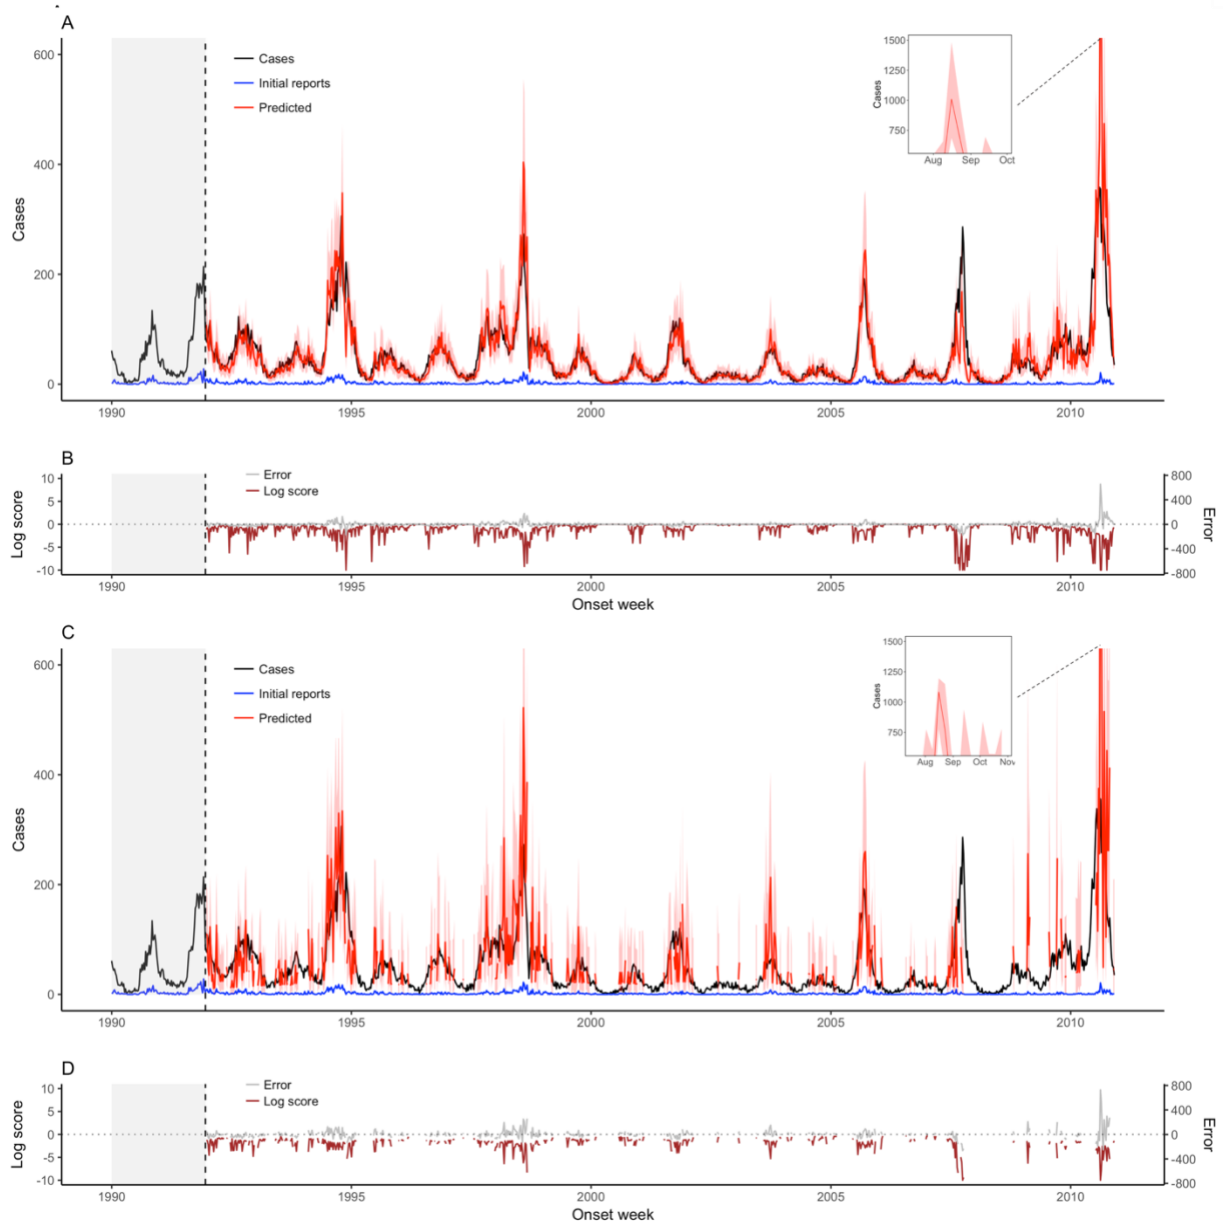 A
600
400
200
0
Cases
Cases
Initial reports
Predicted
1500
1250
1000
750
Cases
Aug Sep Oct
1990 1995 2000 2005 2010
B
Error
Log score
10
5
0
-5
-10
Log score
800
400
0
-400
-800
Error
1990 1995 2000 2005 2010
Onset week
C
600
400
200
0
Cases
Cases
Initial reports
Predicted
1500
1250
1000
750
Cases
Aug Sep Oct Nov
1990 1995 2000 2005 2010
D
Error
Log score
10
5
0
-5
-10
Log score
800
400
0
-400
-800
Error
1990 1995 2000 2005 2010
Onset week